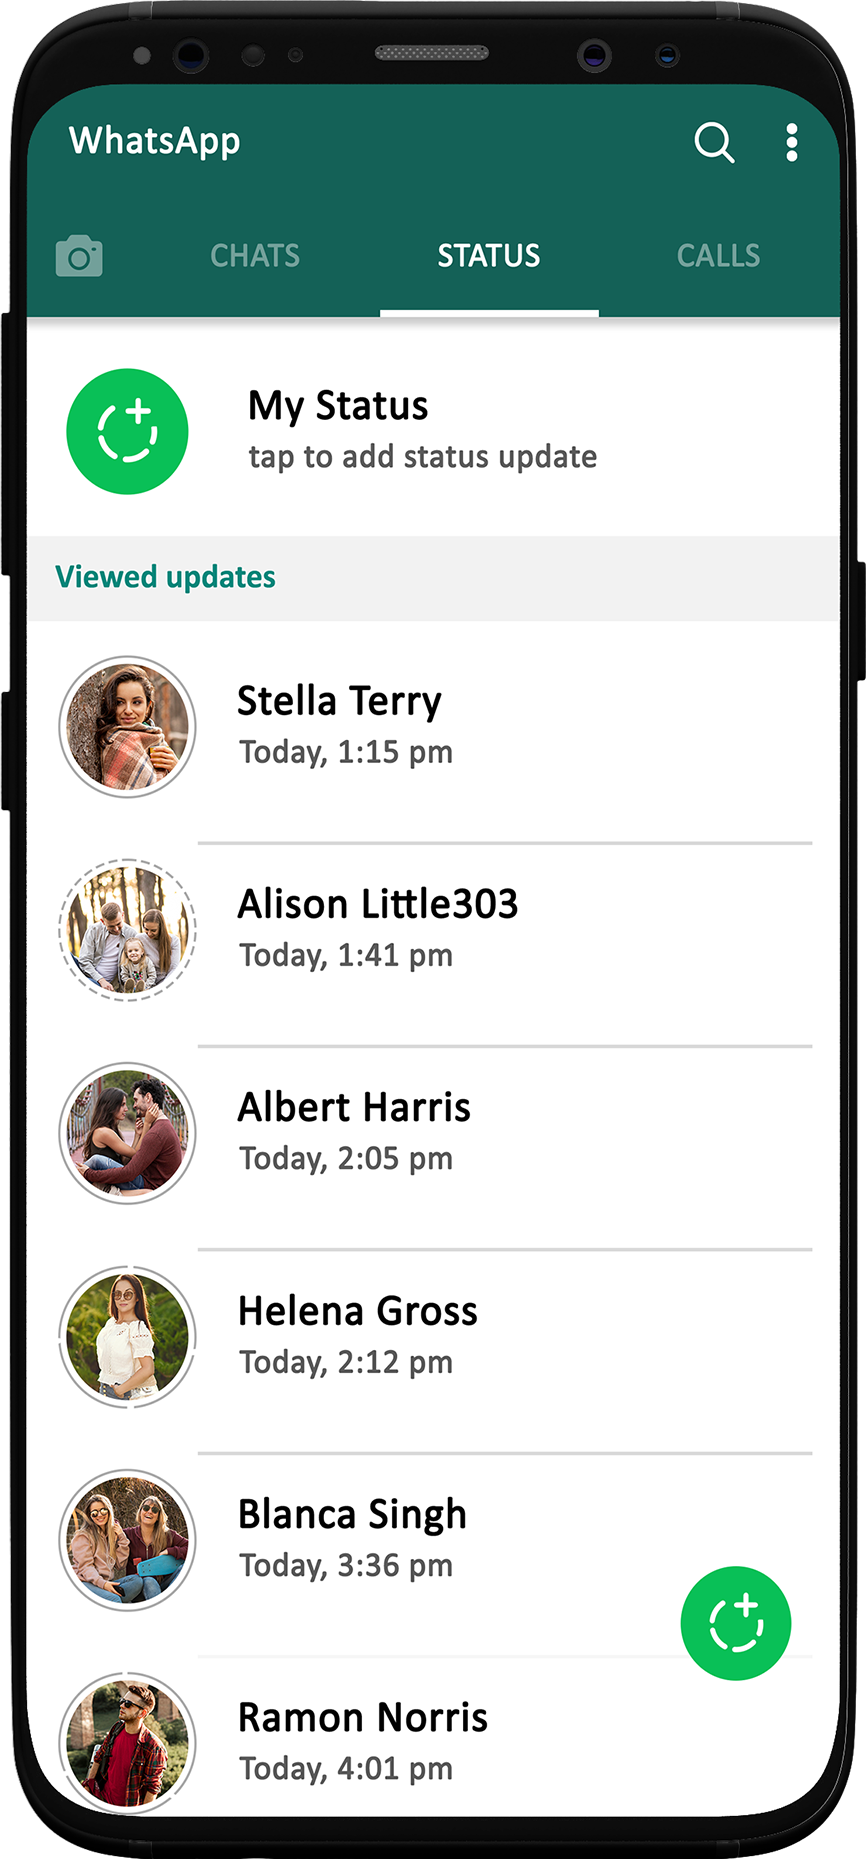 WhatsApp
CHATS STATUS CALLS
My Status
tap to add status update
Viewed updates
Stella Terry
Today, 1:15 pm
Alison Little303
Today, 1:41 pm
Albert Harris
Today, 2:05 pm
Helena Gross
Today, 2:12 pm
Blanca Singh
Today, 3:36 pm
Ramon Norris
Today, 4:01 pm